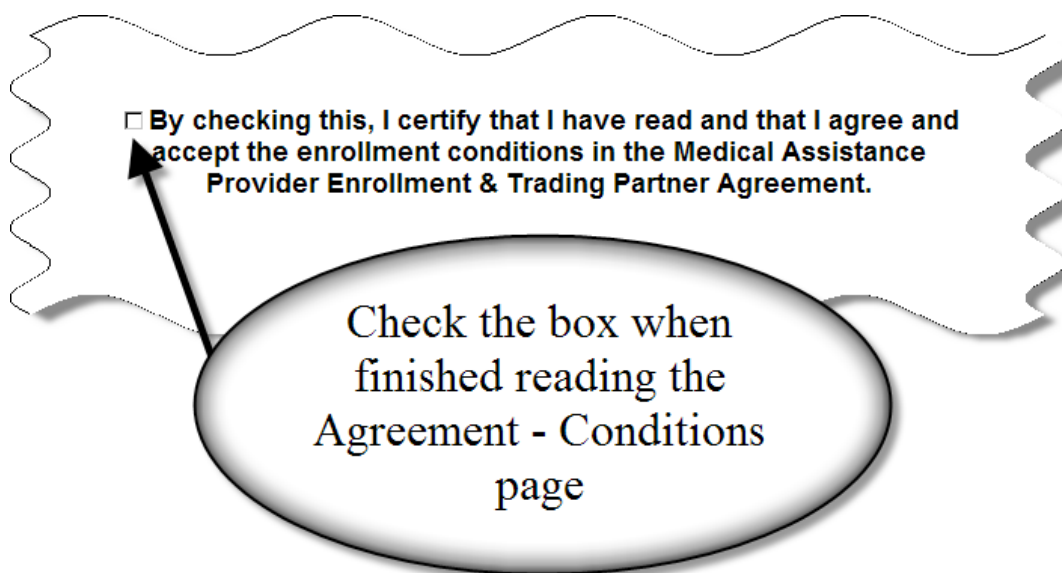 By checking this, I certify that I have read and that I agree and
accept the enrollment conditions in the Medical Assistance
Provider Enrollment & Trading Partner Agreement.
Check the box when
finished reading the
Agreement - Conditions
page